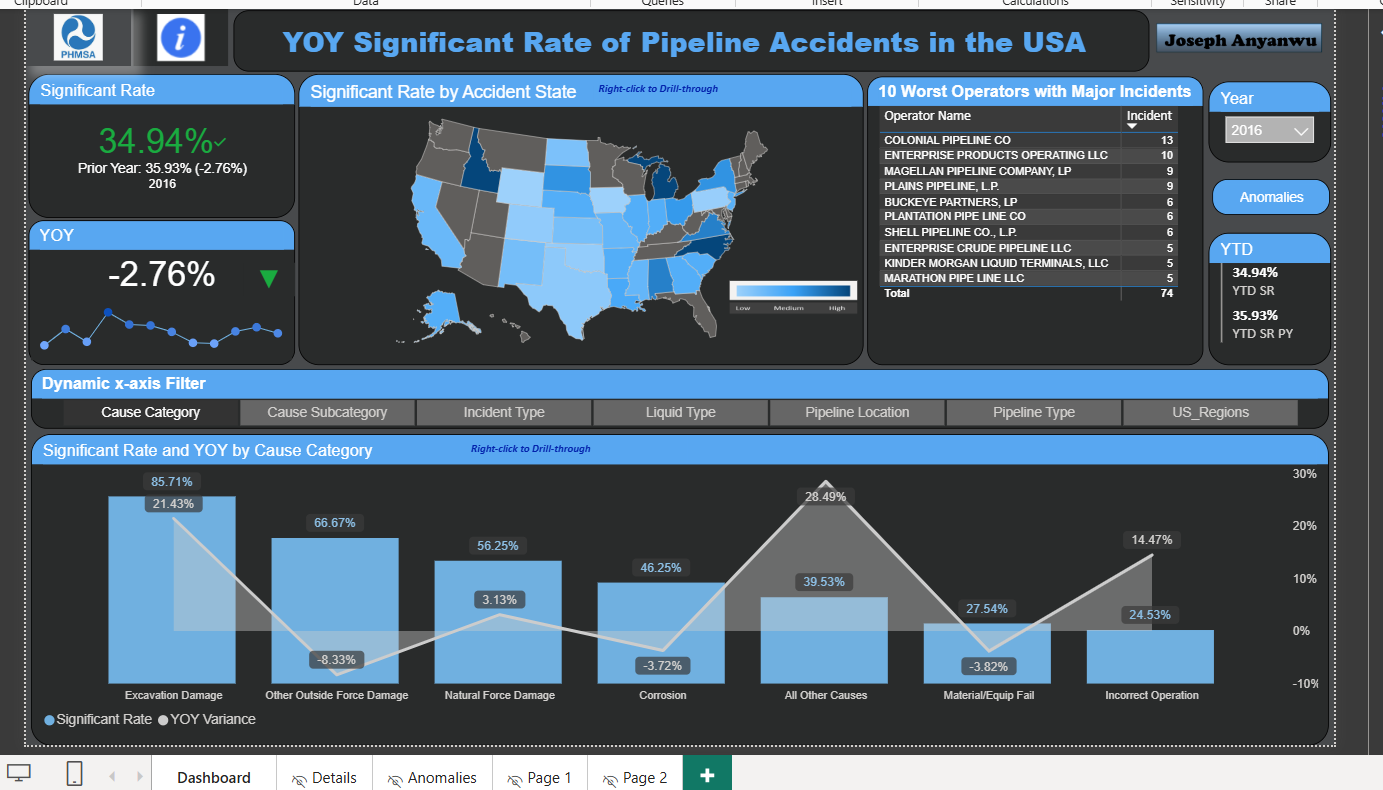 Clipboard
Data
Queries
Insert
Calculations
Sensitivity
Share
PHMSA
i
YOY Significant Rate of Pipeline Accidents in the USA
Joseph Anyanwu
Significant Rate
34.94%
Prior Year: 35.93% (-2.76%)
2016
YOY
-2.76%
Significant Rate by Accident State
Right-click to Drill-through
Low Medium High
10 Worst Operators with Major Incidents
Operator Name Incident
COLONIAL PIPELINE CO 13
ENTERPRISE PRODUCTS OPERATING LLC 10
MAGELLAN PIPELINE COMPANY, LP 9
PLAINS PIPELINE, L.P. 9
BUCKEYE PARTNERS, LP 6
PLANTATION PIPE LINE CO 6
SHELL PIPELINE CO., L.P. 6
ENTERPRISE CRUDE PIPELINE LLC 5
KINDER MORGAN LIQUID TERMINALS, LLC 5
MARATHON PIPE LINE LLC 5
Total 74
Year
2016
Anomalies
YTD
34.94%
YTD SR
35.93%
YTD SR PY
Dynamic x-axis Filter
Cause Category
Cause Subcategory
Incident Type
Liquid Type
Pipeline Location
Pipeline Type
US_Regions
Significant Rate and YOY by Cause Category
Right-click to Drill-through
85.71%
21.43%
66.67%
-8.33%
56.25%
3.13%
46.25%
-3.72%
28.49%
39.53%
27.54%
-3.82%
14.47%
24.53%
30%
20%
10%
0%
-10%
Excavation Damage
Other Outside Force Damage
Natural Force Damage
Corrosion
All Other Causes
Material/Equip Fail
Incorrect Operation
Significant Rate
YOY Variance
Dashboard
Details
Anomalies
Page 1
Page 2
+